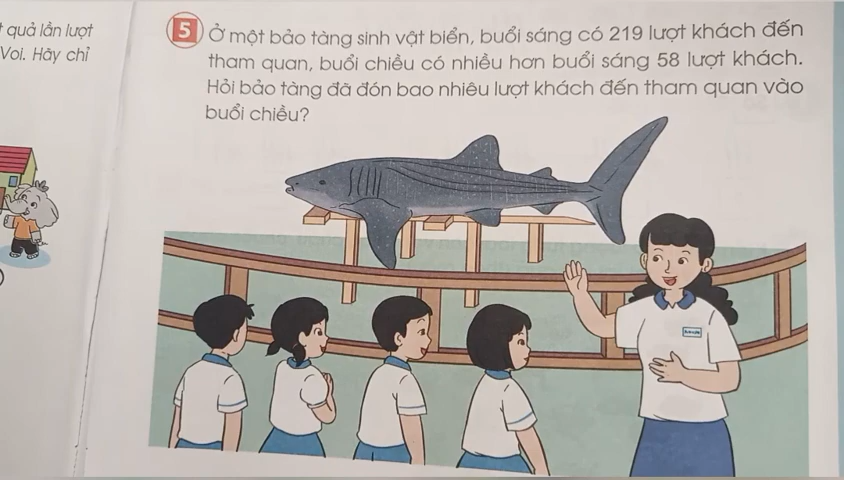 quả lần lượt
Voi. Hãy chỉ
5 Ở một bảo tàng sinh vật biển, buổi sáng có 219 lượt khách đến
tham quan, buổi chiều có nhiều hơn buổi sáng 58 lượt khách.
Hỏi bảo tàng đã đón bao nhiêu lượt khách đến tham quan vào
buổi chiều?